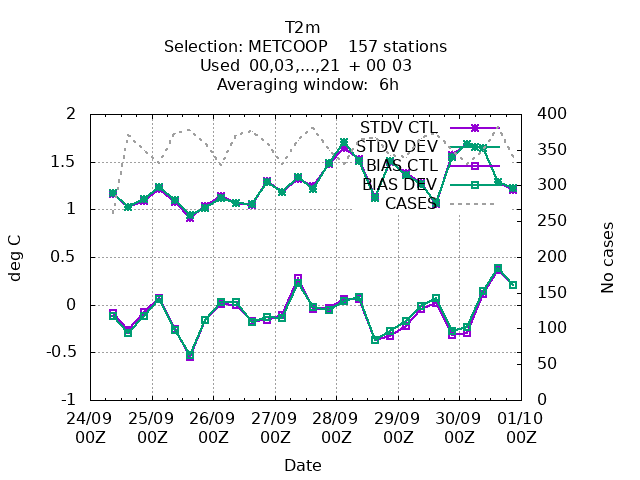 T2m
Selection: METCOOP    157 stations
Used  00,03,...,21  + 00 03
Averaging window:  6h
2
1.5
1
0.5
0
-0.5
-1
deg C
400
350
300
250
200
150
100
50
0
No cases
STDV CTL
STDV DEV
BIAS CTL
BIAS DEV
CASES
24/09 25/09 26/09 27/09 28/09 29/09 30/09 01/10
00Z 00Z 00Z 00Z 00Z 00Z 00Z 00Z
Date